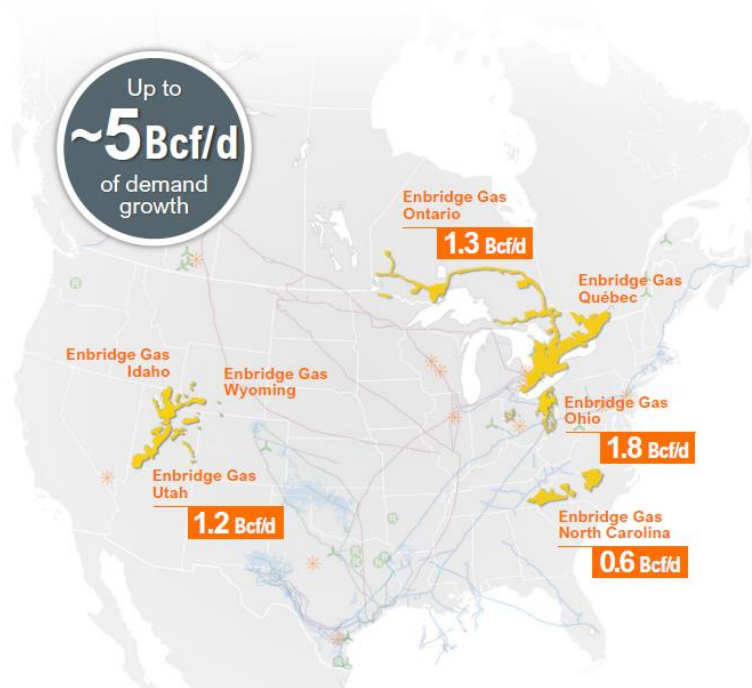 Up to
~5 Bcf/d
of demand
growth
Enbridge Gas
Ontario
1.3 Bcf/d
Enbridge Gas
Québec
Enbridge Gas
Idaho
Enbridge Gas
Wyoming
Enbridge Gas
Ohio
1.8 Bcf/d
Enbridge Gas
Utah
1.2 Bcf/d
Enbridge Gas
North Carolina
0.6 Bcf/d
R
R
R
R
R
R